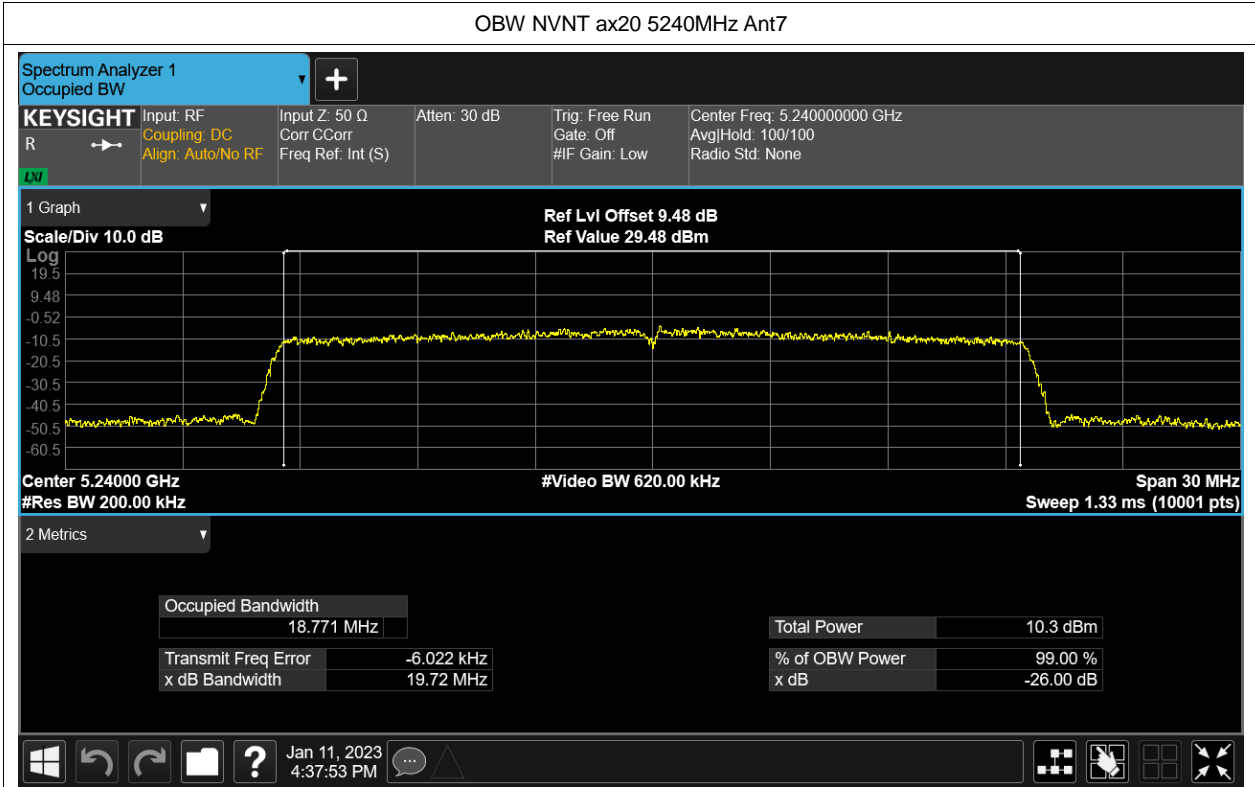 OBW NVNT ax20 5240MHz Ant7
Spectrum Analyzer 1
Occupied BW
KEYSIGHT
R
LXI
Input: RF
Coupling: DC
Align: Auto/No RF
Input Z: 50 Ω
Corr CCorr
Freq Ref: Int (S)
Atten: 30 dB
Trig: Free Run
Gate: Off
#IF Gain: Low
Center Freq: 5.240000000 GHz
Avg|Hold: 100/100
Radio Std: None
1 Graph
Scale/Div 10.0 dB
Ref Lvl Offset 9.48 dB
Ref Value 29.48 dBm
Log
19.5
9.48
-0.52
-10.5
-20.5
-30.5
-40.5
-50.5
-60.5
Center 5.24000 GHz
#Video BW 620.00 kHz
Span 30 MHz
#Res BW 200.00 kHz
Sweep 1.33 ms (10001 pts)
2 Metrics
Occupied Bandwidth
18.771 MHz
Transmit Freq Error -6.022 kHz
x dB Bandwidth 19.72 MHz
Total Power 10.3 dBm
% of OBW Power 99.00 %
x dB -26.00 dB
?
Jan 11, 2023
4:37:53 PM